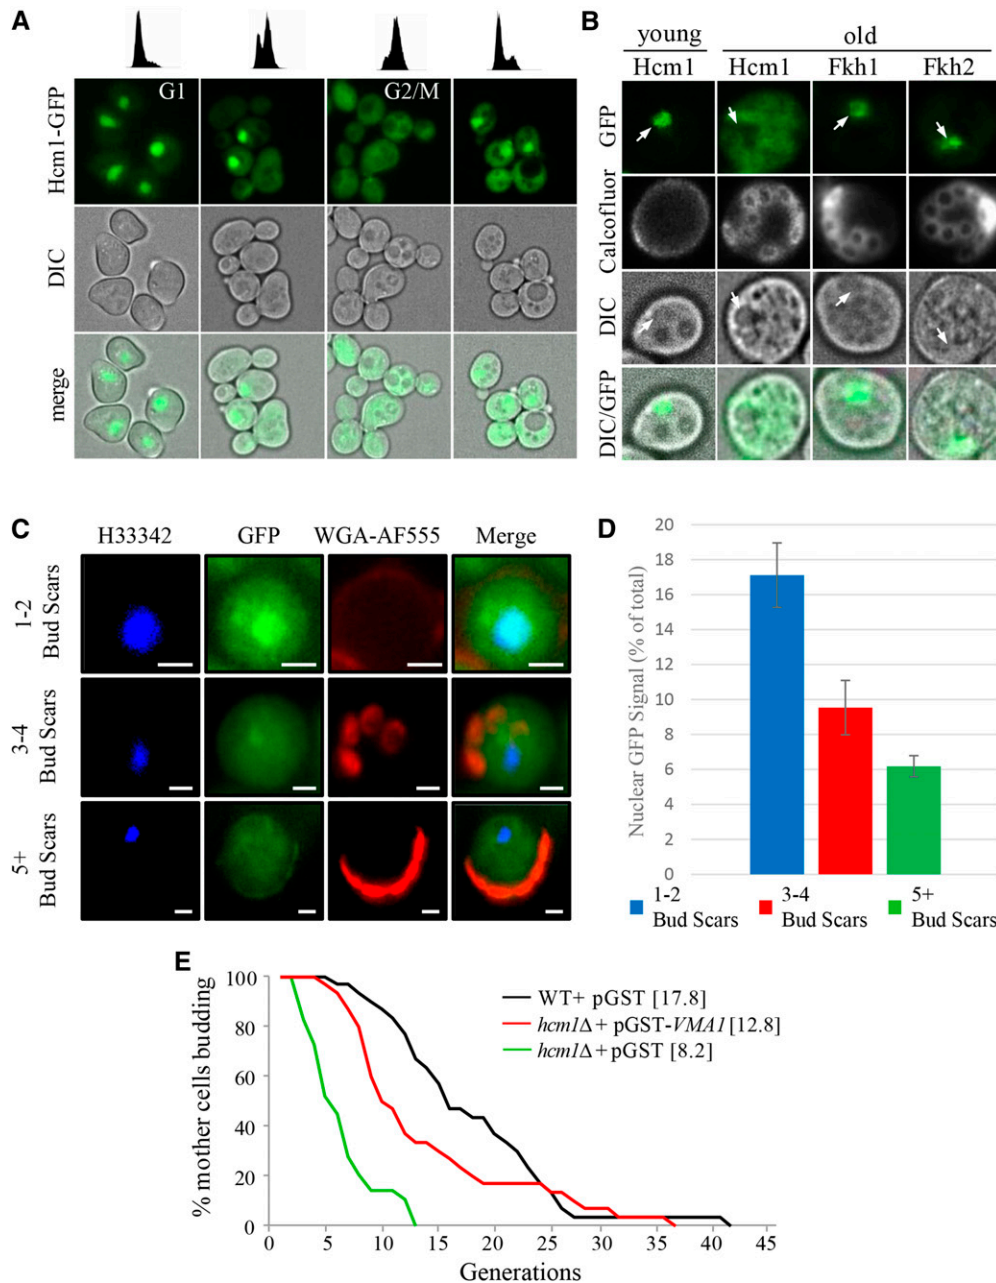 A
G1
G2/M
Hcm1-GFP
DIC
merge
B
young
old
Hcm1
Hcm1
Fkh1
Fkh2
GFP
Calcofluor
DIC
DIC/GFP
C
H33342
GFP
WGA-AF555
Merge
1-2
Bud Scars
3-4
Bud Scars
5+
Bud Scars
D
Nuclear GFP Signal (% of total)
20
18
16
14
12
10
8
6
4
2
0
1-2
Bud Scars
3-4
Bud Scars
5+
Bud Scars
E
% mother cells budding
100
80
60
40
20
0
WT+ pGST [17.8]
hcm1Δ+ pGST-VMA1 [12.8]
hcm1Δ+pGST [8.2]
0 5 10 15 20 25 30 35 40 45
Generations